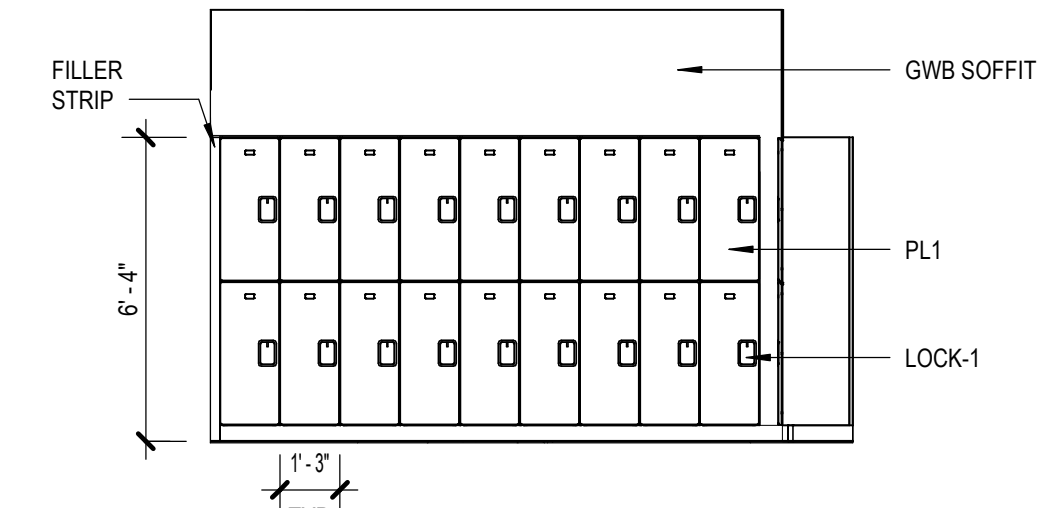 FILLER
STRIP
GWB SOFFIT
PL1
6' - 4"
LOCK-1
1' - 3"